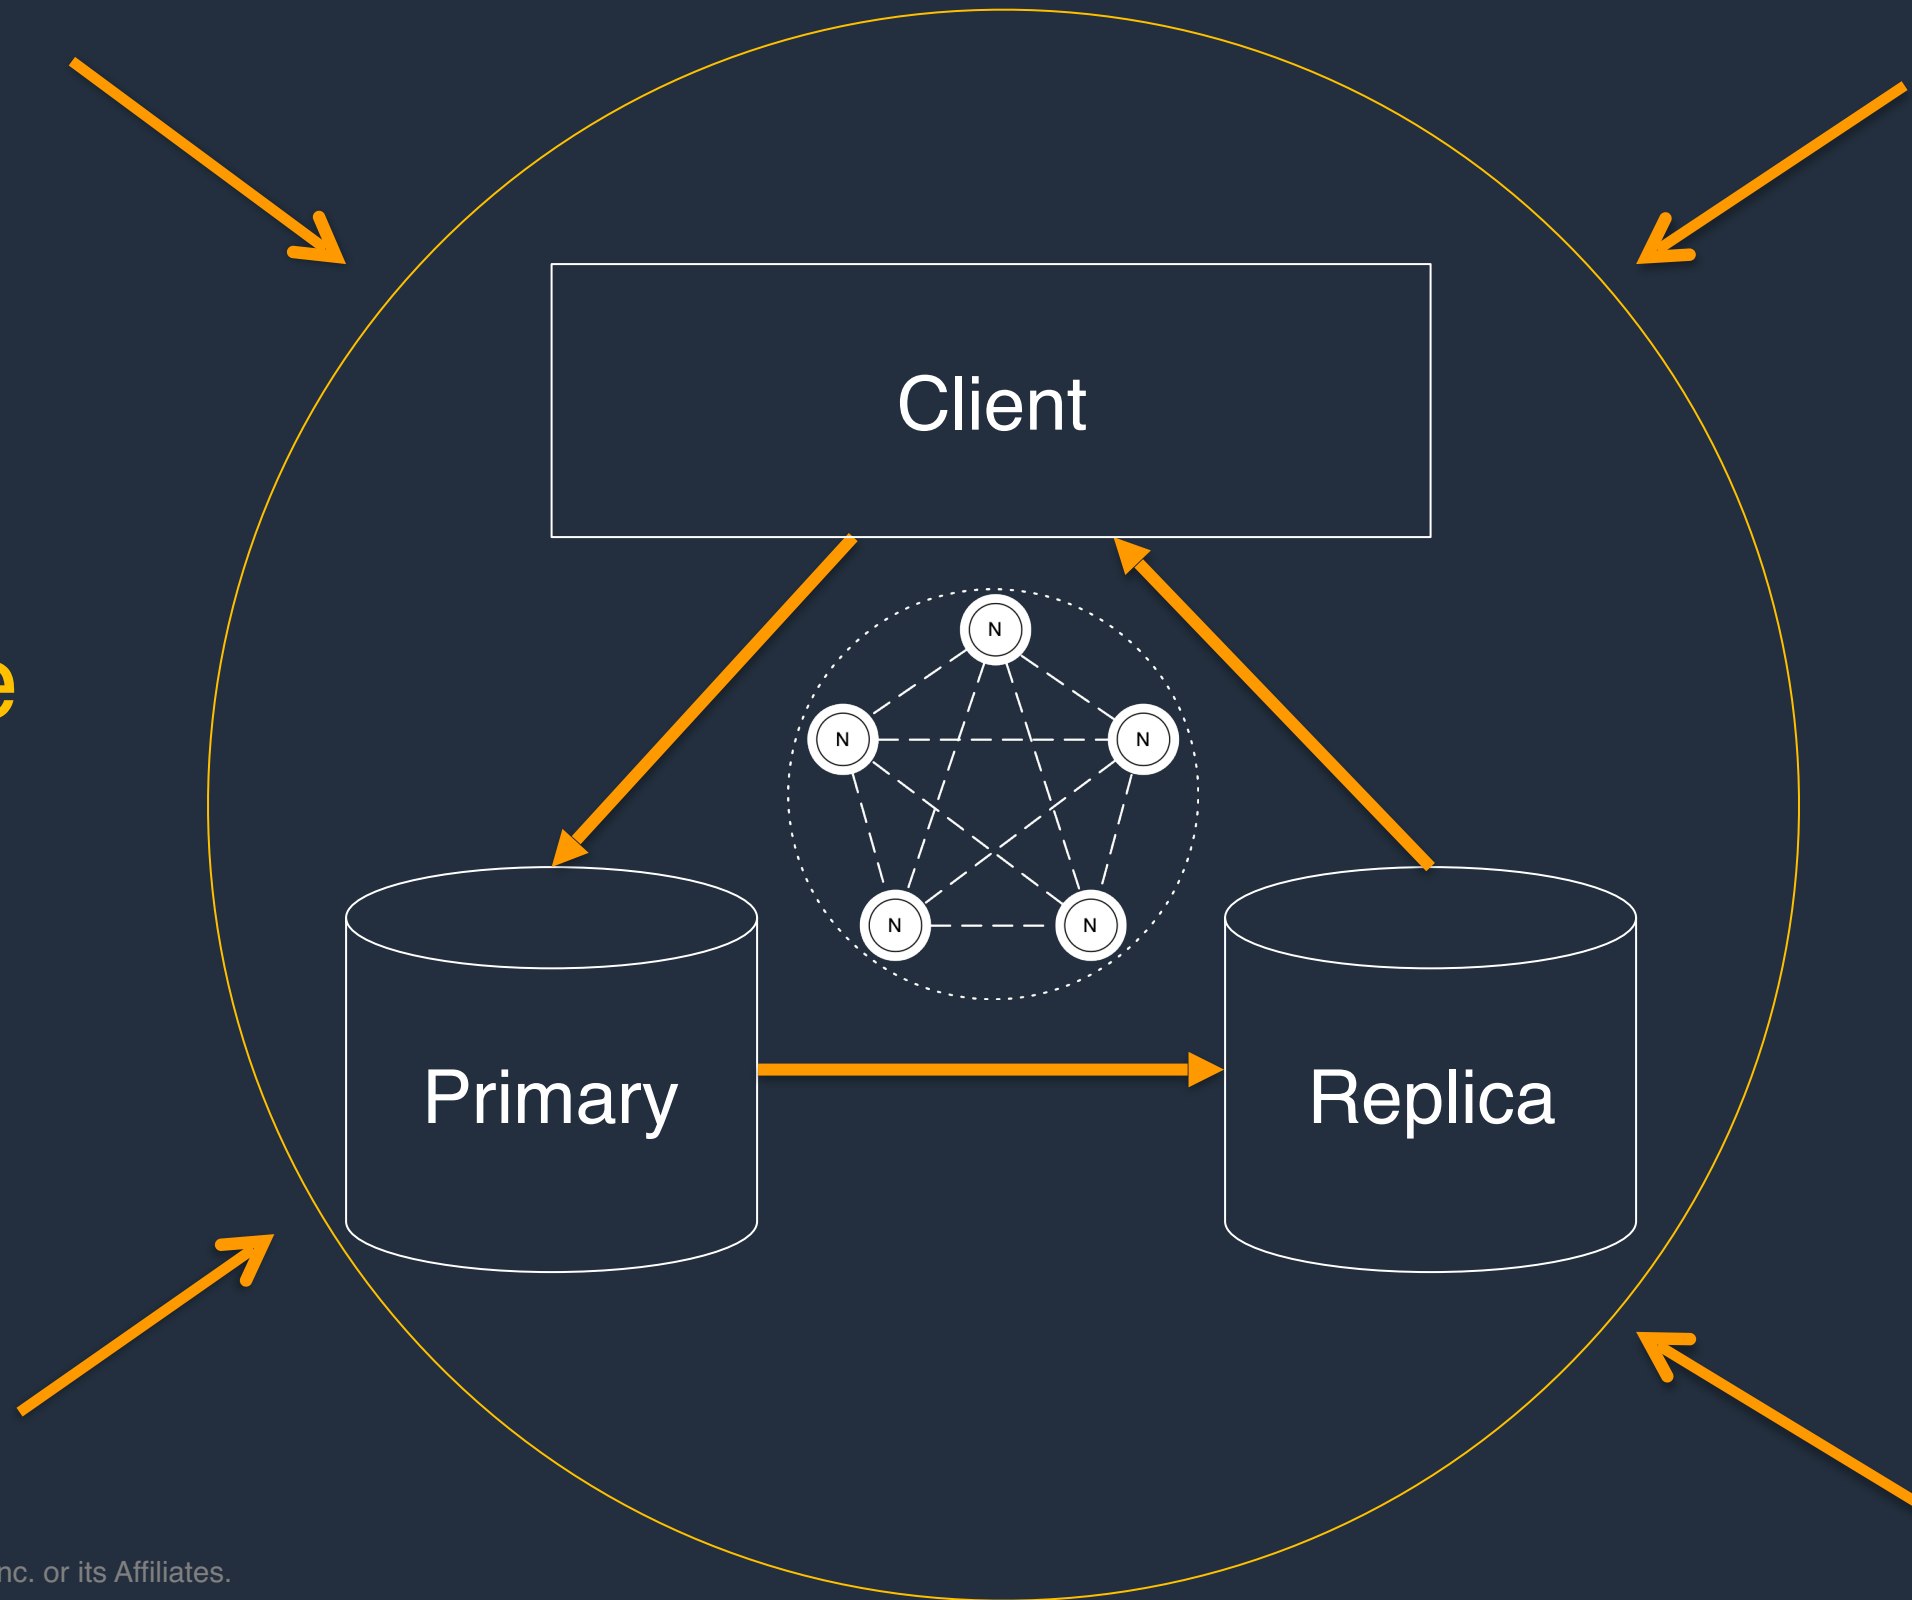 Client
N
N
N
e
N
N
Primary
Replica
nc. or its Affiliates.